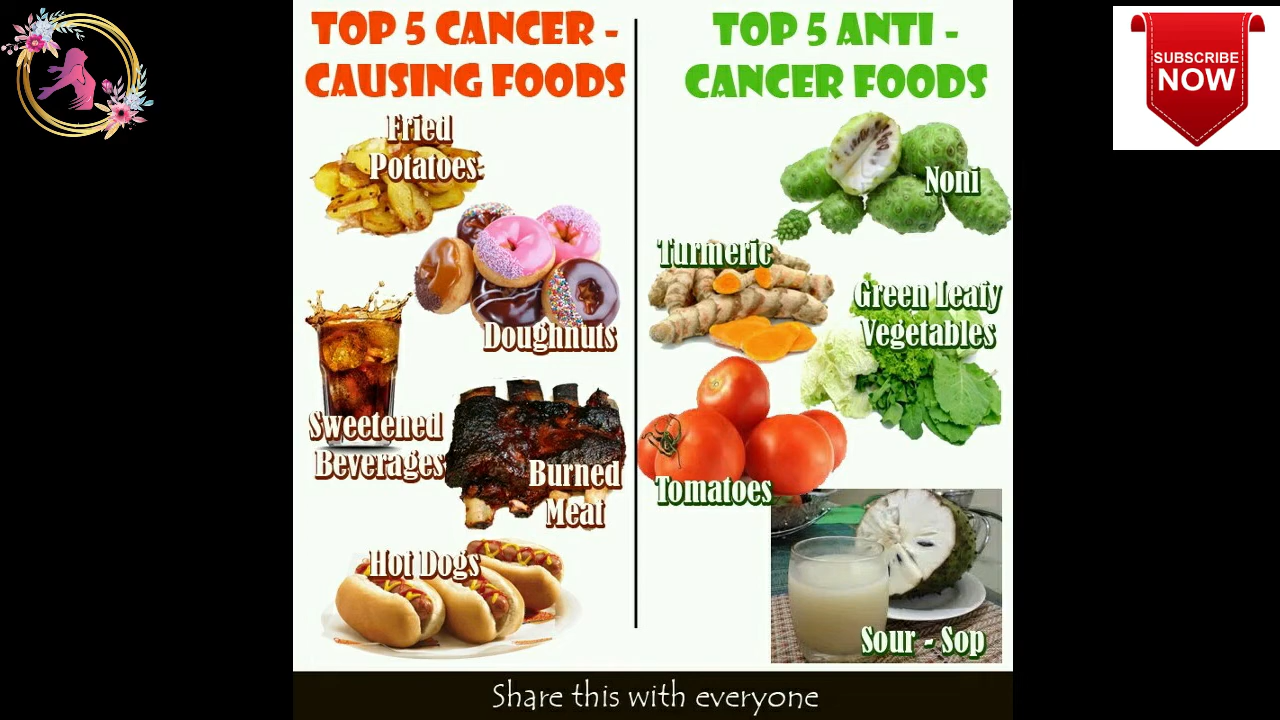 TOP 5 CANCER -
CAUSING FOODS
Fried
Potatoes
Doughnuts
Sweetened
Beverages
Burned
Meat
Hot Dogs
TOP 5 ANTI -
CANCER FOODS
Noni
Turmeric
Green Leafy
Vegetables
Tomatoes
Sour - Sop
Share this with everyone
SUBSCRIBE
NOW